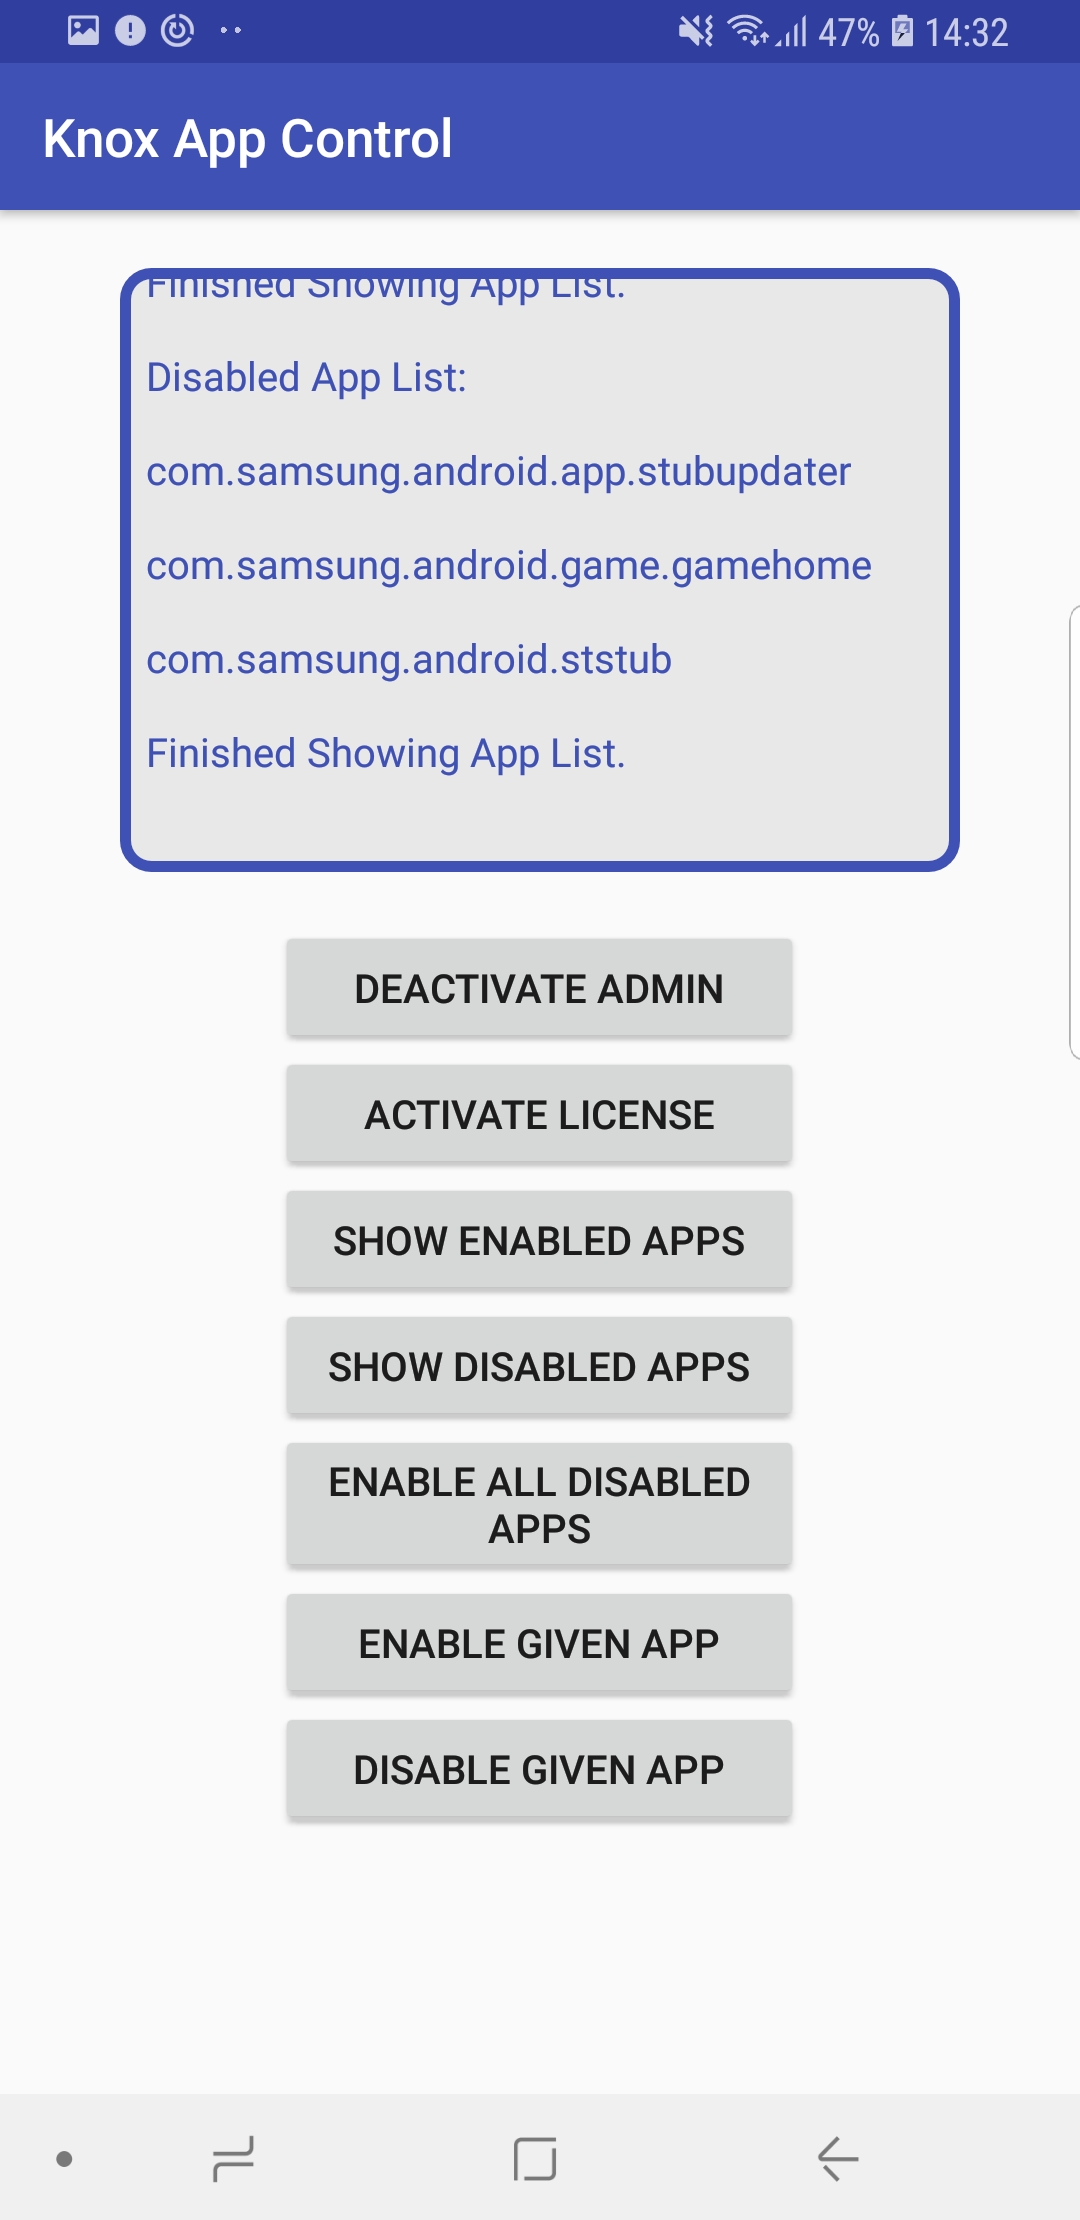 47% 14:32
Knox App Control
Finished Showing App List.
Disabled App List:
com.samsung.android.app.stubupdater
com.samsung.android.game.gamehome
com.samsung.android.ststub
Finished Showing App List.
DEACTIVATE ADMIN
ACTIVATE LICENSE
SHOW ENABLED APPS
SHOW DISABLED APPS
ENABLE ALL DISABLED
APPS
ENABLE GIVEN APP
DISABLE GIVEN APP